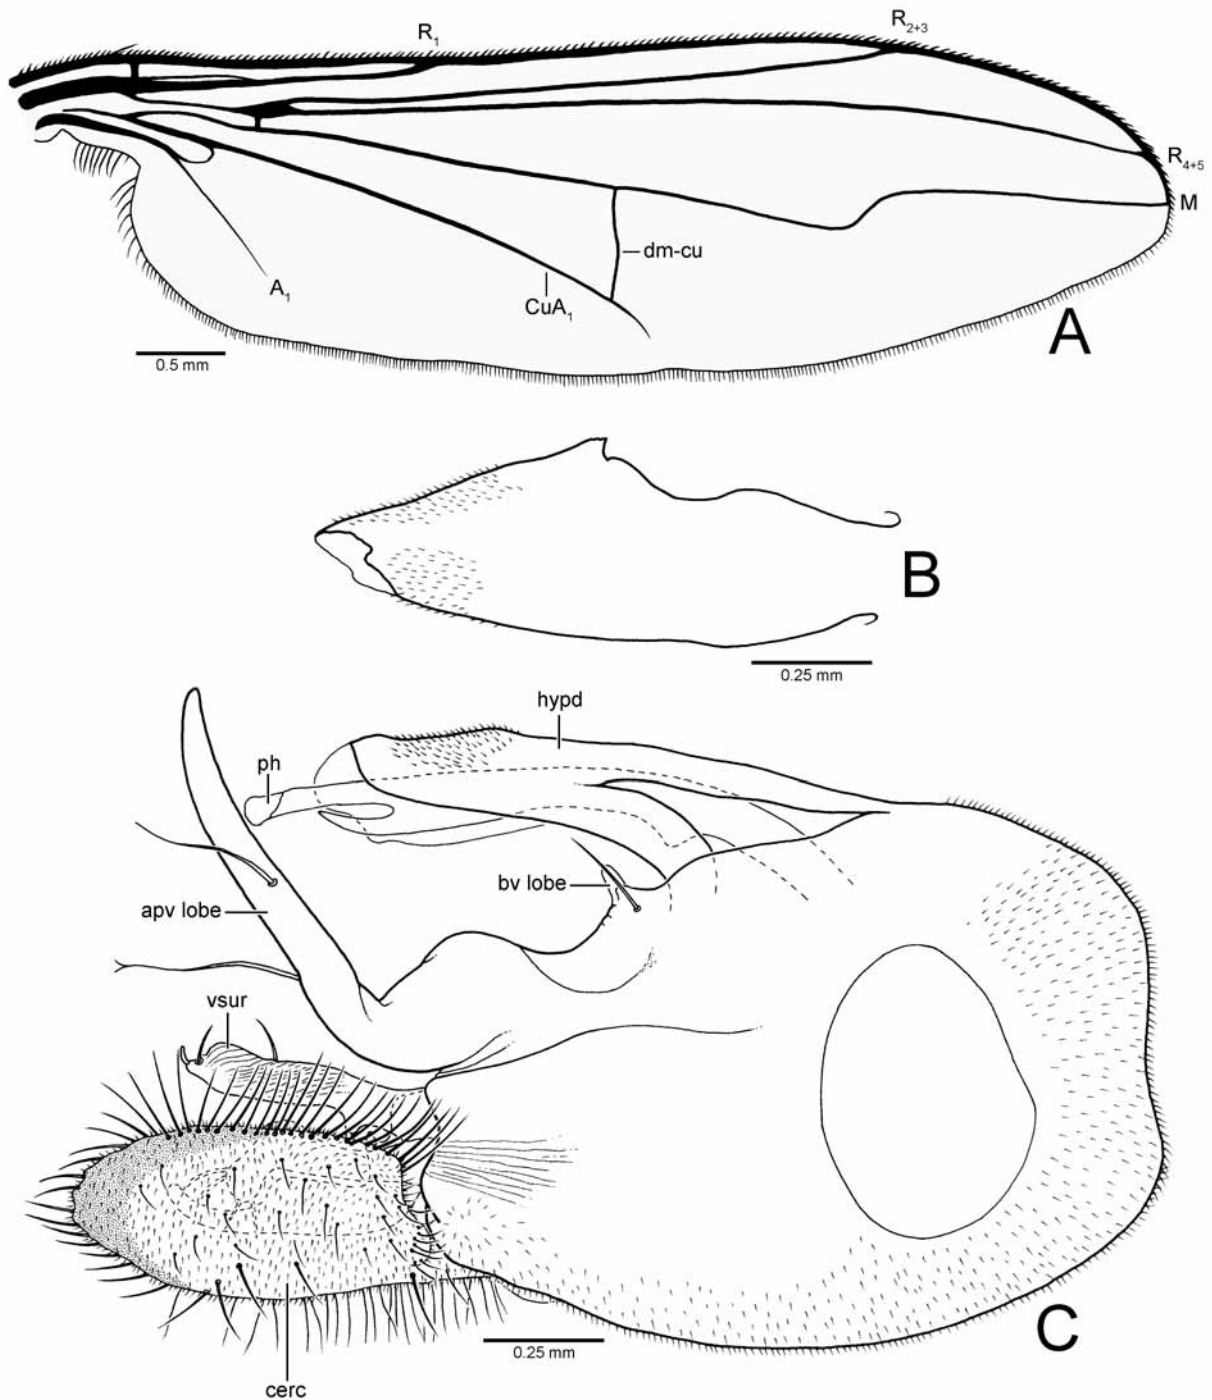 R1
R2+3
R4+5
M
dm-cu
A1
CuA1
A
0.5 mm
B
0.25 mm
hypd
ph
bv lobe
apv lobe
vsur
C
0.25 mm
cerc